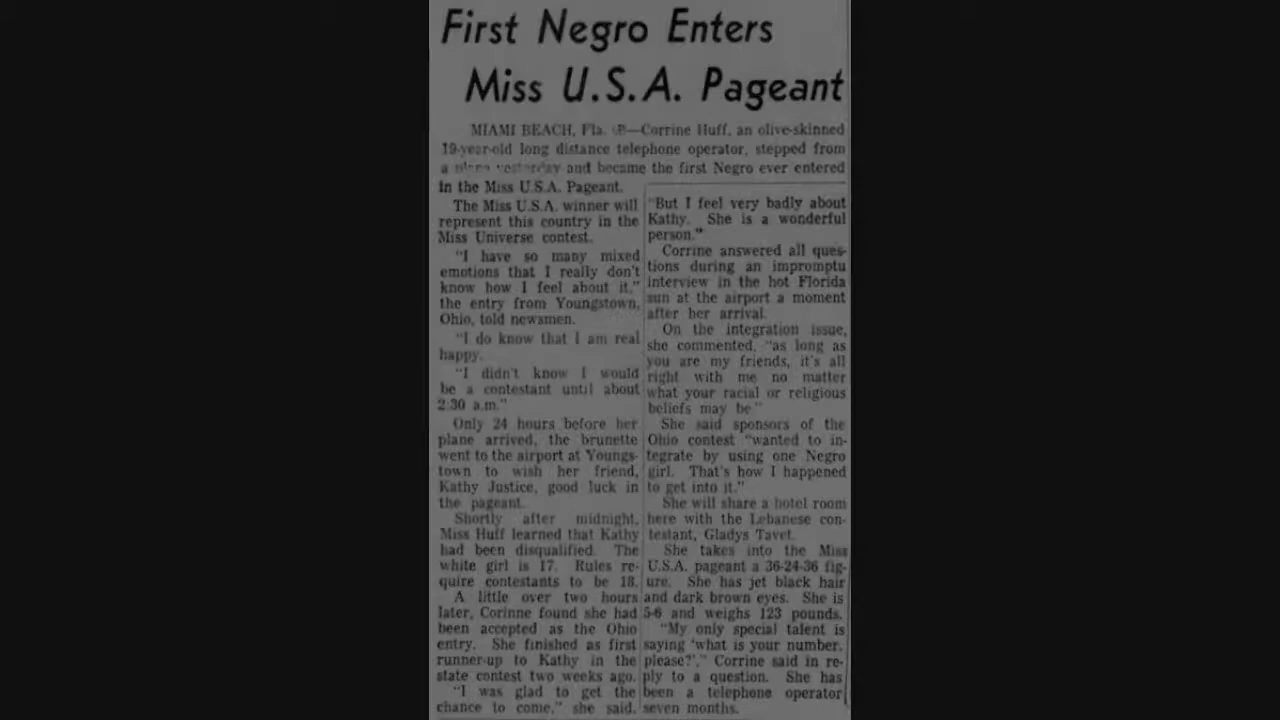 First Negro Enters
Miss U.S.A. Pageant
MIAMI BEACH, Fla. —Corrine Huff, an olive-skinned
19-year-old long distance telephone operator, stepped from
a yesterday and became the first Negro ever entered
in the Miss U.S.A. Pageant.
The Miss U.S.A. winner will
represent this country in the
Miss Universe contest.
"I have so many mixed
emotions that I really don't
know how I feel about it,"
the entry from Youngstown,
Ohio, told newsmen.
"I do know that I am real
happy.
"I didn't know I would
be a contestant until about
2:30 a.m."
Only 24 hours before her
plane arrived, the brunette
went to the airport at Youngs-
town to wish her friend,
Kathy Justice, good luck in
the pageant.
Shortly after midnight,
Miss Huff learned that Kathy
had been disqualified. The
white girl is 17. Rules re-
quire contestants to be 18.
A little over two hours
later, Corinne found she had
been accepted as the Ohio
entry. She finished as first
runner-up to Kathy in the
state contest two weeks ago.
"I was glad to get the
chance to come," she said.
"But I feel very badly about
Kathy. She is a wonderful
person."
Corrine answered all ques-
tions during an impromptu
interview in the hot Florida
sun at the airport a moment
after her arrival.
On the integration issue,
she commented, "as long as
you are my friends, it's all
right with me no matter
what your racial or religious
beliefs may be"
She said sponsors of the
Ohio contest "wanted to in-
tegrate by using one Negro
girl. That's how I happened
to get into it."
She will share a hotel room
here with the Lebanese con-
testant, Gladys Tavet.
She takes into the Miss
U.S.A. pageant a 36-24-36 fig-
ure. She has jet black hair
and dark brown eyes. She is
5-6 and weighs 123 pounds.
"My only special talent is
saying 'what is your number,
please?'," Corrine said in re-
ply to a question. She has
been a telephone operator
seven months.